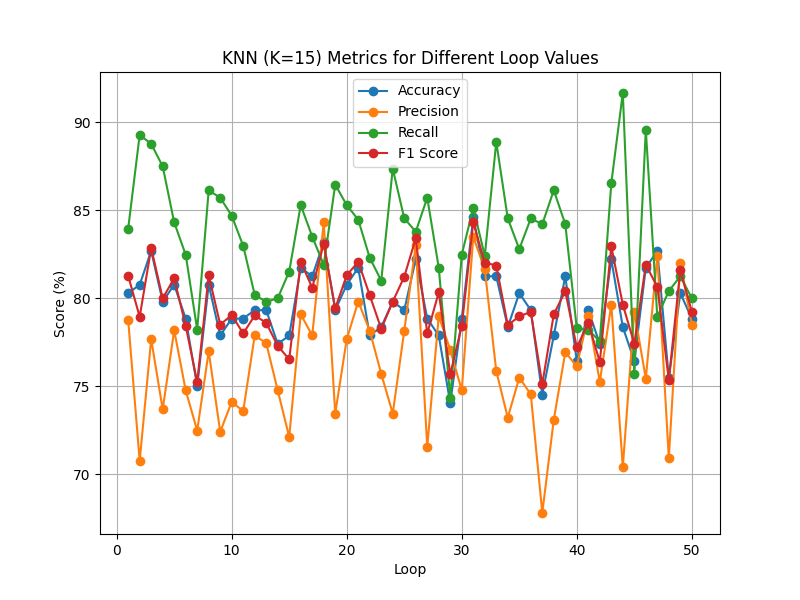 KNN (K=15) Metrics for Different Loop Values
Accuracy
Precision
Recall
F1 Score
Score (%)
90
85
80
75
70
0 10 20 30 40 50
Loop